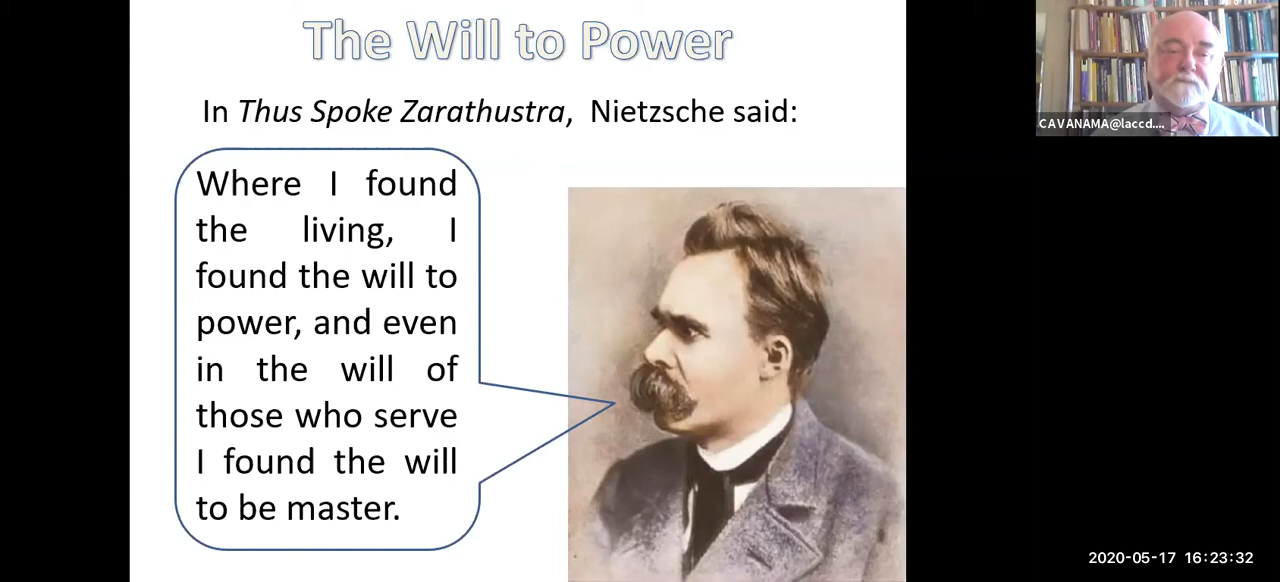 The Will to Power
In Thus Spoke Zarathustra, Nietzsche said:
Where I found
the living, I
found the will to
power, and even
in the will of
those who serve
I found the will
to be master.
CAVANAMA@laccd....
2020-05-17 16:23:32